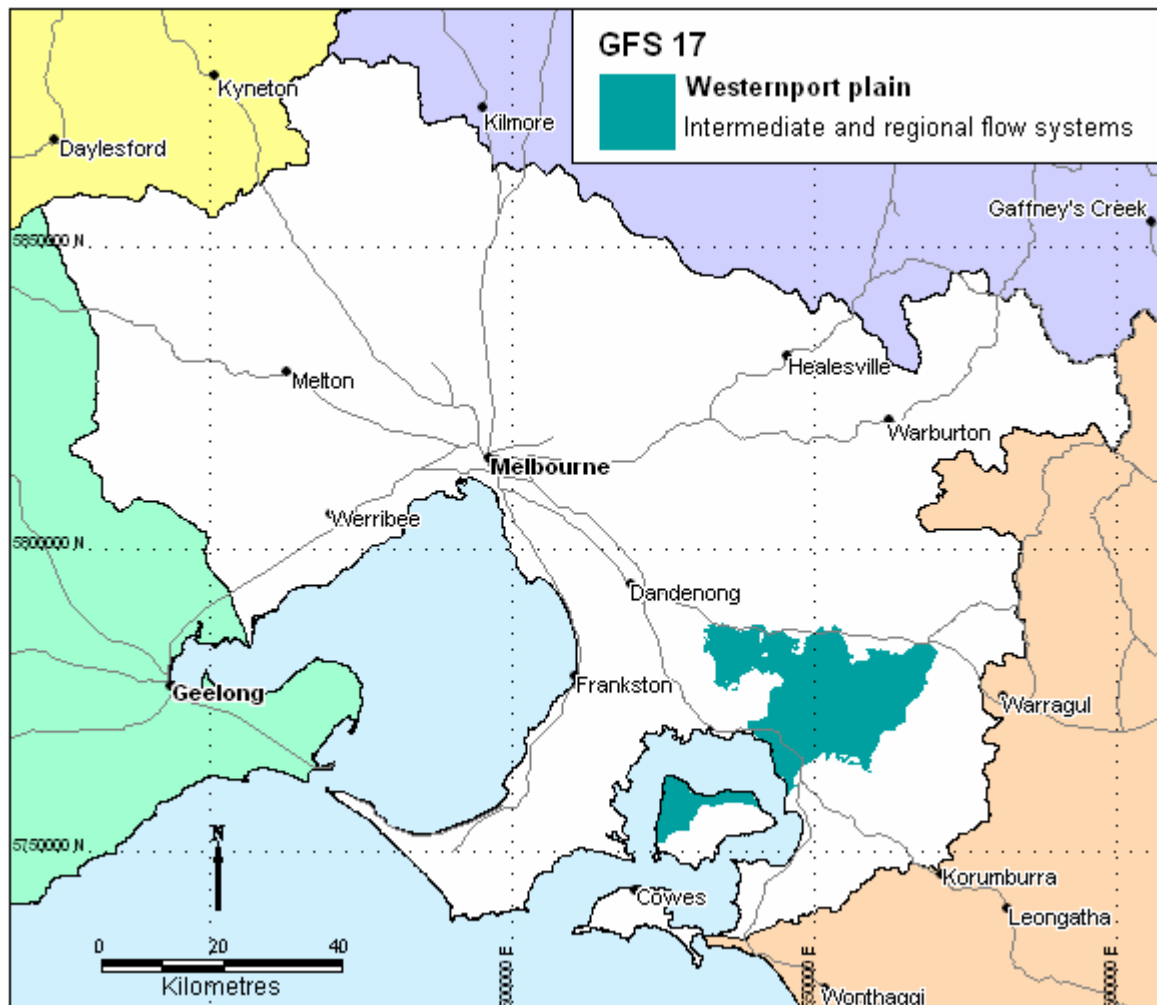 GFS 17
Westernport plain
Intermediate and regional flow systems
Kyneton
Kilmore
Daylesford
Gaffney's Creek
5850000 N
Healesville
Melton
Warburton
Melbourne
Werribee
5800000 N
Dandenong
Geelong
Frankston
Warragul
5750000 N
N
Korumburra
Cowes
Leongatha
0 20 40
Kilometres
Wonthaggi